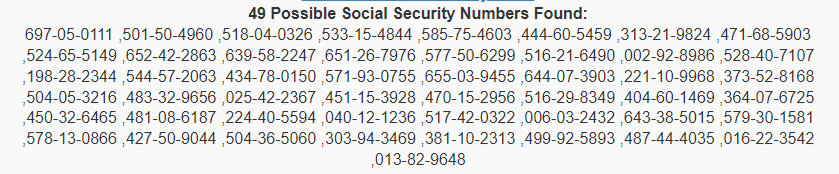 49 Possible Social Security Numbers Found:
697-05-0111 ,501-50-4960 ,518-04-0326 ,533-15-4844 ,585-75-4603 ,444-60-5459 ,313-21-9824 ,471-68-5903
,524-65-5149 ,652-42-2863 ,639-58-2247 ,651-26-7976 ,577-50-6299 ,516-21-6490 ,002-92-8986 ,528-40-7107
,198-28-2344 ,544-57-2063 ,434-78-0150 ,571-93-0755 ,655-03-9455 ,644-07-3903 ,221-10-9968 ,373-52-8168
,504-05-3216 ,483-32-9656 ,025-42-2367 ,451-15-3928 ,470-15-2956 ,516-29-8349 ,404-60-1469 ,364-07-6725
,450-32-6465 ,481-08-6187 ,224-40-5594 ,040-12-1236 ,517-42-0322 ,006-03-2432 ,643-38-5015 ,579-30-1581
,578-13-0866 ,427-50-9044 ,504-36-5060 ,303-94-3469 ,381-10-2313 ,499-92-5893 ,487-44-4035 ,016-22-3542
,013-82-9648